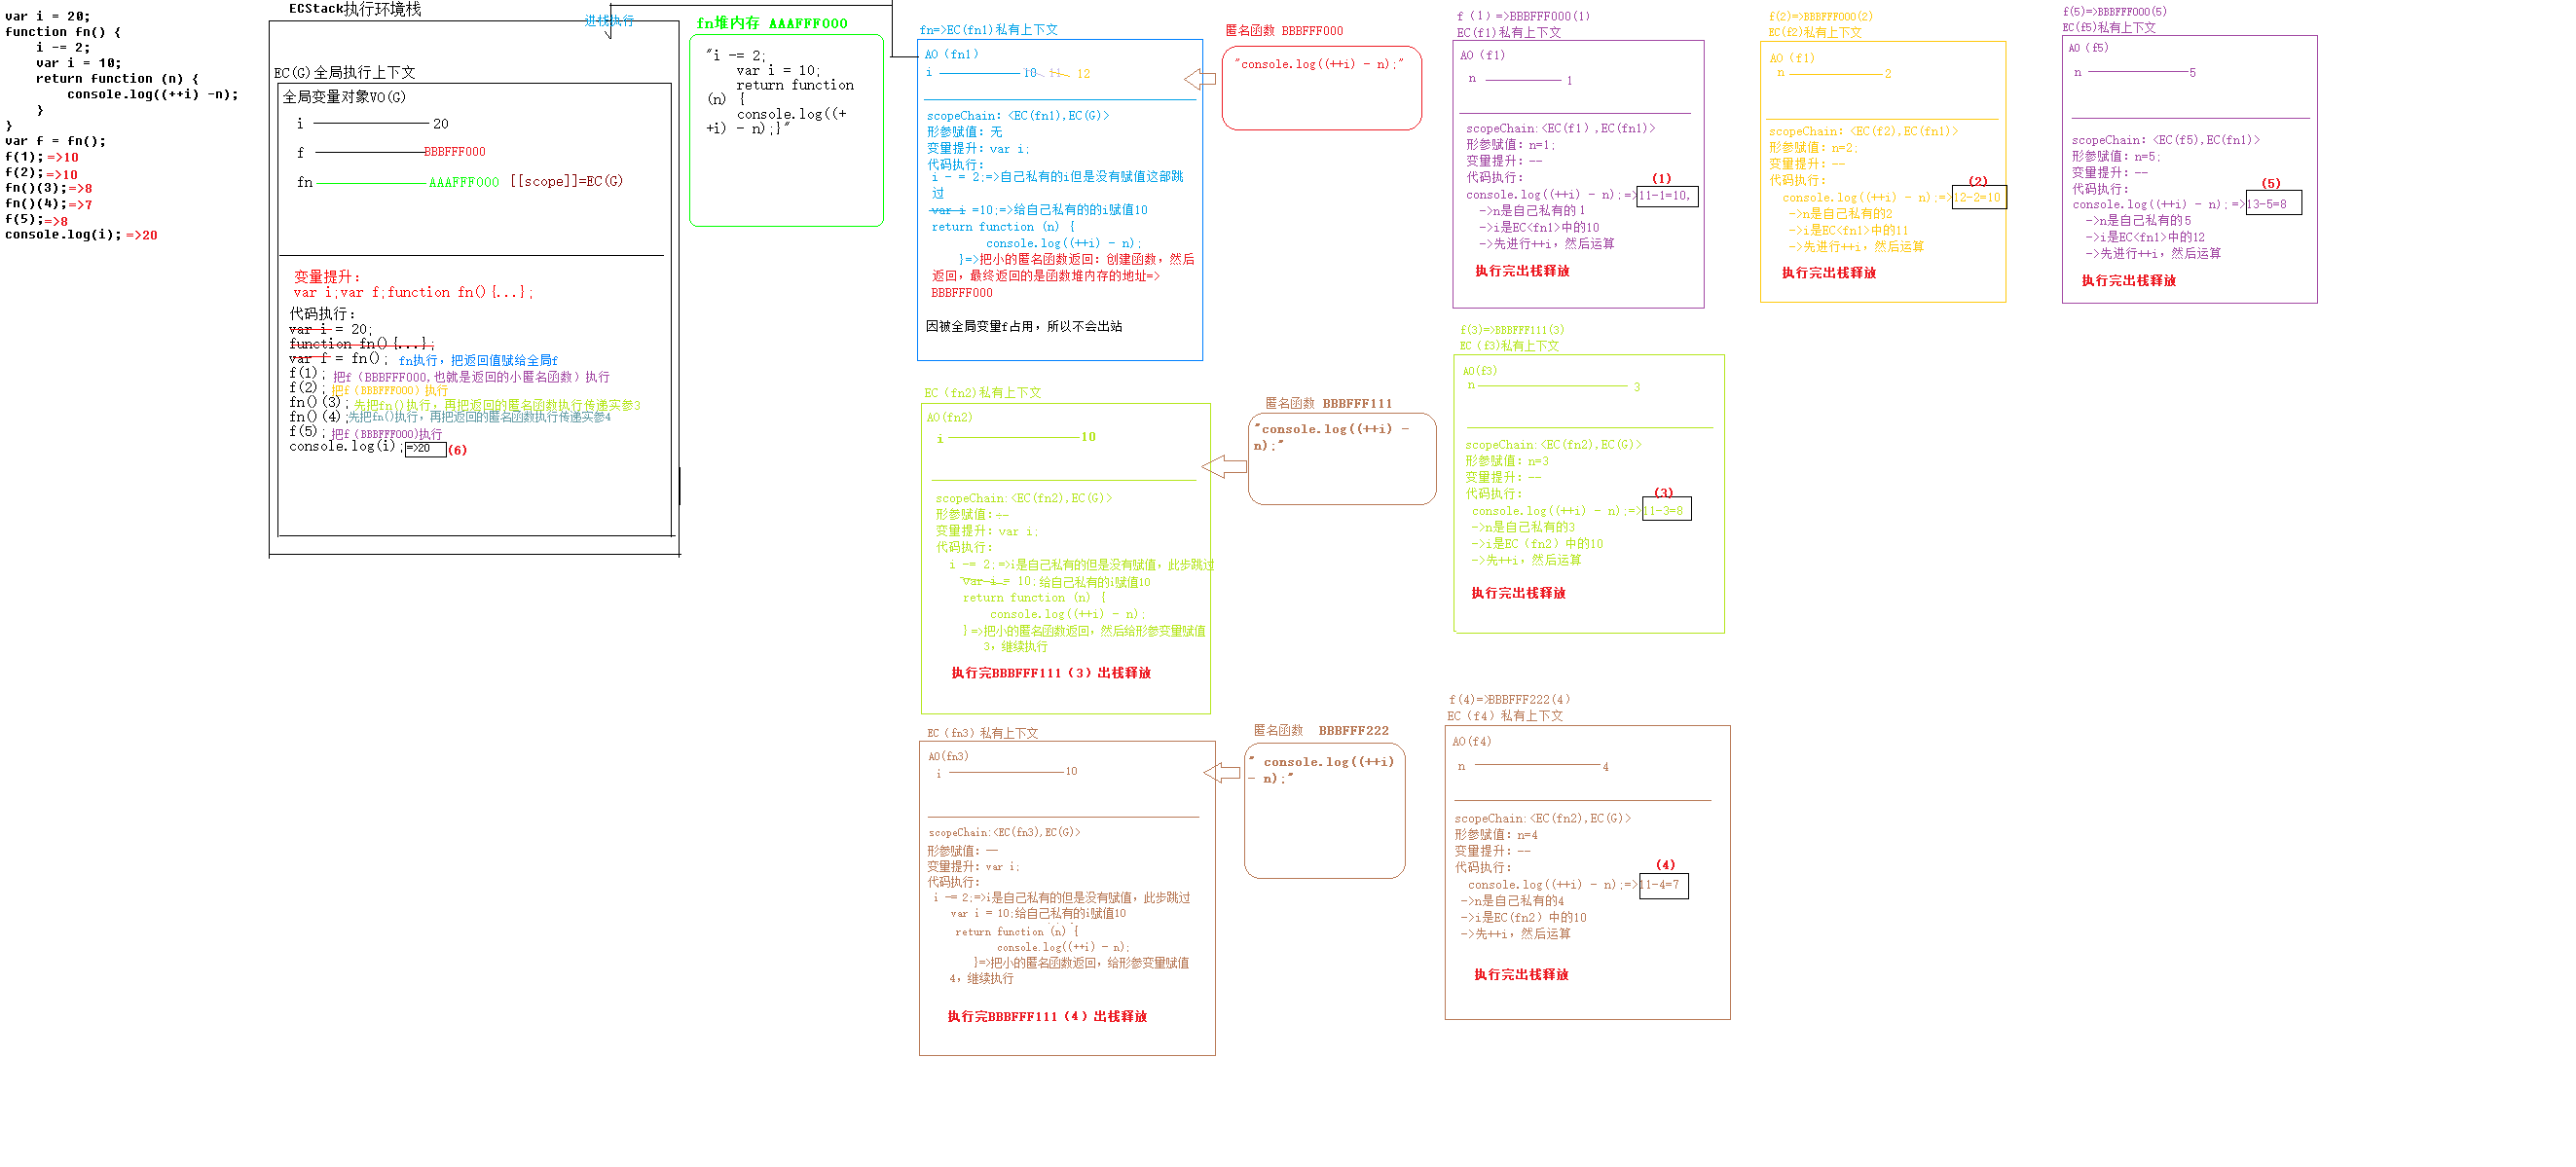 var i = 20;
function fn() {
i -= 2;
var i = 10;
return function (n) {
console.log((++i) -n);
}
}
var f = fn();
f(1); =>10
f(2); =>10
fn()(3);=>8
fn()(4);=>7
f(5);=>8
console.log(i); =>20
ECStack执行环境栈
进栈执行
EC(G)全局执行上下文
全局变量对象VO(G)
i 20
f BBBFFF000
fn AAAFFF000 [[scope]]=EC(G)
变量提升:
var i;var f;function fn(){...};
代码执行:
var i = 20;
function fn(){...};
var f = fn(); fn执行，把返回值赋给全局f
f(1); 把f（BBBFFF000,也就是返回的小匿名函数）执行
f(2); 把f（BBBFFF000）执行
fn()(3); 先把fn()执行，再把返回的匿名函数执行传递实参3
fn()(4);先把fn()执行，再把返回的匿名函数执行传递实参4
f(5); 把f（BBBFFF000)执行
console.log(i);=>20 (6)
fn堆内存 AAAFFF000
"i -= 2;
var i = 10;
return function
(n) {
console.log((+
+i) - n);}"
fn=>EC(fn1)私有上下文
AO（fn1）
i 10 11 12
scopeChain: <EC(fn1),EC(G)>
形参赋值: 无
变量提升: var i;
代码执行:
i - = 2;=>自己私有的i但是没有赋值这部跳
过
var i =10;=>给自己私有的的i赋值10
return function (n) {
console.log((++i) - n);
}=>把小的匿名函数返回: 创建函数，然后
返回，最终返回的是函数堆内存的地址=>
BBBFFF000
因被全局变量f占用，所以不会出站
匿名函数 BBBFFF000
"console.log((++i) - n);"
f（1）=>BBBFFF000(1)
EC(f1)私有上下文
AO（f1）
n 1
scopeChain:<EC(f1),EC(fn1)>
形参赋值: n=1;
变量提升: --
代码执行:
(1)
console.log((++i) - n);=>11-1=10,
->n是自己私有的1
->i是EC<fn1>中的10
->先进行++i，然后运算
执行完出栈释放
f(2)=>BBBFFF000(2)
EC(f2)私有上下文
AO（f1）
n 2
scopeChain: <EC(f2),EC(fn1)>
形参赋值: n=2;
变量提升: --
代码执行:
(2)
console.log((++i) - n);=>12-2=10
->n是自己私有的2
->i是EC<fn1>中的11
->先进行++i，然后运算
执行完出栈释放
f(5)=>BBBFFF000(5)
EC(f5)私有上下文
AO（f5）
n 5
scopeChain: <EC(f5),EC(fn1)>
形参赋值: n=5;
变量提升: --
代码执行:
(5)
console.log((++i) - n);=>13-5=8
->n是自己私有的5
->i是EC<fn1>中的12
->先进行++i，然后运算
执行完出栈释放
EC（fn2)私有上下文
AO(fn2)
i 10
scopeChain:<EC(fn2),EC(G)>
形参赋值:--
变量提升: var i;
代码执行:
i -= 2;=>i是自己私有的但是没有赋值，此步跳过
var i = 10;给自己私有的i赋值10
return function (n) {
console.log((++i) - n);
}=>把小的匿名函数返回，然后给形参变量赋值
3，继续执行
执行完BBBFFF111（3）出栈释放
匿名函数 BBBFFF111
"console.log((++i) -
n);"
f(3)=>BBBFFF111(3)
EC（f3)私有上下文
AO(f3)
n 3
scopeChain:<EC(fn2),EC(G)>
形参赋值: n=3
变量提升: --
代码执行:
(3)
console.log((++i) - n);=>11-3=8
->n是自己私有的3
->i是EC（fn2）中的10
->先++i，然后运算
执行完出栈释放
EC（fn3）私有上下文
AO(fn3)
i 10
scopeChain:<EC(fn3),EC(G)>
形参赋值: --
变量提升: var i;
代码执行:
i -= 2;=>i是自己私有的但是没有赋值，此步跳过
var i = 10;给自己私有的i赋值10
return function (n) {
console.log((++i) - n);
}=>把小的匿名函数返回，给形参变量赋值
4，继续执行
执行完BBBFFF111（4）出栈释放
匿名函数 BBBFFF222
" console.log((++i)
- n);"
f(4)=>BBBFFF222(4)
EC（f4）私有上下文
AO(f4)
n 4
scopeChain:<EC(fn2),EC(G)>
形参赋值: n=4
变量提升: --
代码执行:
(4)
console.log((++i) - n);=>11-4=7
->n是自己私有的4
->i是EC(fn2）中的10
->先++i，然后运算
执行完出栈释放